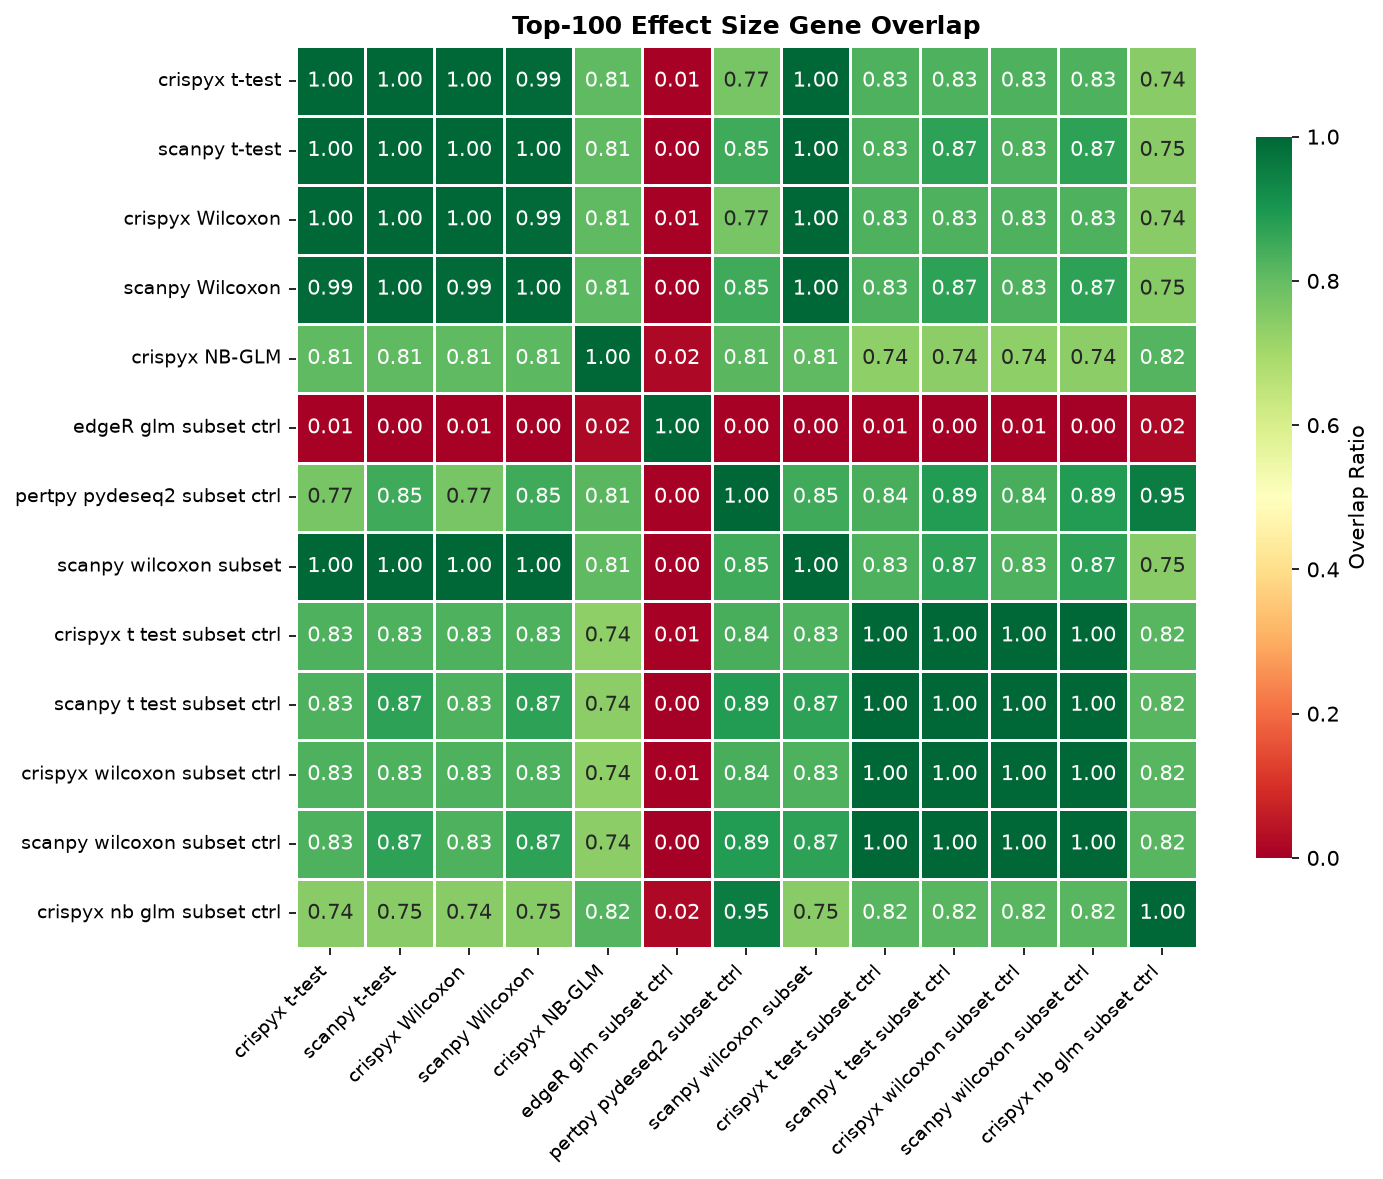 Top-100 Effect Size Gene Overlap
crispyx t-test 1.00 1.00 1.00 0.99 0.81 0.01 0.77 1.00 0.83 0.83 0.83 0.83 0.74
scanpy t-test 1.00 1.00 1.00 1.00 0.81 0.00 0.85 1.00 0.83 0.87 0.83 0.87 0.75
crispyx Wilcoxon 1.00 1.00 1.00 0.99 0.81 0.01 0.77 1.00 0.83 0.83 0.83 0.83 0.74
scanpy Wilcoxon 0.99 1.00 0.99 1.00 0.81 0.00 0.85 1.00 0.83 0.87 0.83 0.87 0.75
crispyx NB-GLM 0.81 0.81 0.81 0.81 1.00 0.02 0.81 0.81 0.74 0.74 0.74 0.74 0.82
edgeR glm subset ctrl 0.01 0.00 0.01 0.00 0.02 1.00 0.00 0.00 0.01 0.00 0.01 0.00 0.02
pertpy pydeseq2 subset ctrl 0.77 0.85 0.77 0.85 0.81 0.00 1.00 0.85 0.84 0.89 0.84 0.89 0.95
scanpy wilcoxon subset 1.00 1.00 1.00 1.00 0.81 0.00 0.85 1.00 0.83 0.87 0.83 0.87 0.75
crispyx t test subset ctrl 0.83 0.83 0.83 0.83 0.74 0.01 0.84 0.83 1.00 1.00 1.00 1.00 0.82
scanpy t test subset ctrl 0.83 0.87 0.83 0.87 0.74 0.00 0.89 0.87 1.00 1.00 1.00 1.00 0.82
crispyx wilcoxon subset ctrl 0.83 0.83 0.83 0.83 0.74 0.01 0.84 0.83 1.00 1.00 1.00 1.00 0.82
scanpy wilcoxon subset ctrl 0.83 0.87 0.83 0.87 0.74 0.00 0.89 0.87 1.00 1.00 1.00 1.00 0.82
crispyx nb glm subset ctrl 0.74 0.75 0.74 0.75 0.82 0.02 0.95 0.75 0.82 0.82 0.82 0.82 1.00
crispyx t-test
scanpy t-test
crispyx Wilcoxon
scanpy Wilcoxon
crispyx NB-GLM
edgeR glm subset ctrl
pertpy pydeseq2 subset ctrl
scanpy wilcoxon subset
crispyx t test subset ctrl
scanpy t test subset ctrl
crispyx wilcoxon subset ctrl
scanpy wilcoxon subset ctrl
crispyx nb glm subset ctrl
1.0
0.8
0.6
0.4
0.2
0.0
Overlap Ratio